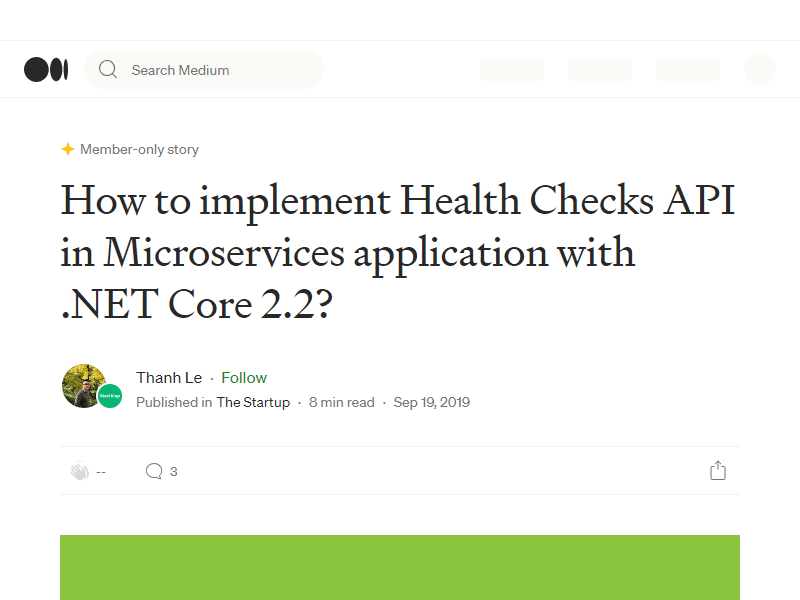 Search Medium
Member-only story
How to implement Health Checks API
in Microservices application with
.NET Core 2.2?
Thanh Le · Follow
Published in The Startup · 8 min read · Sep 19, 2019
-- 3